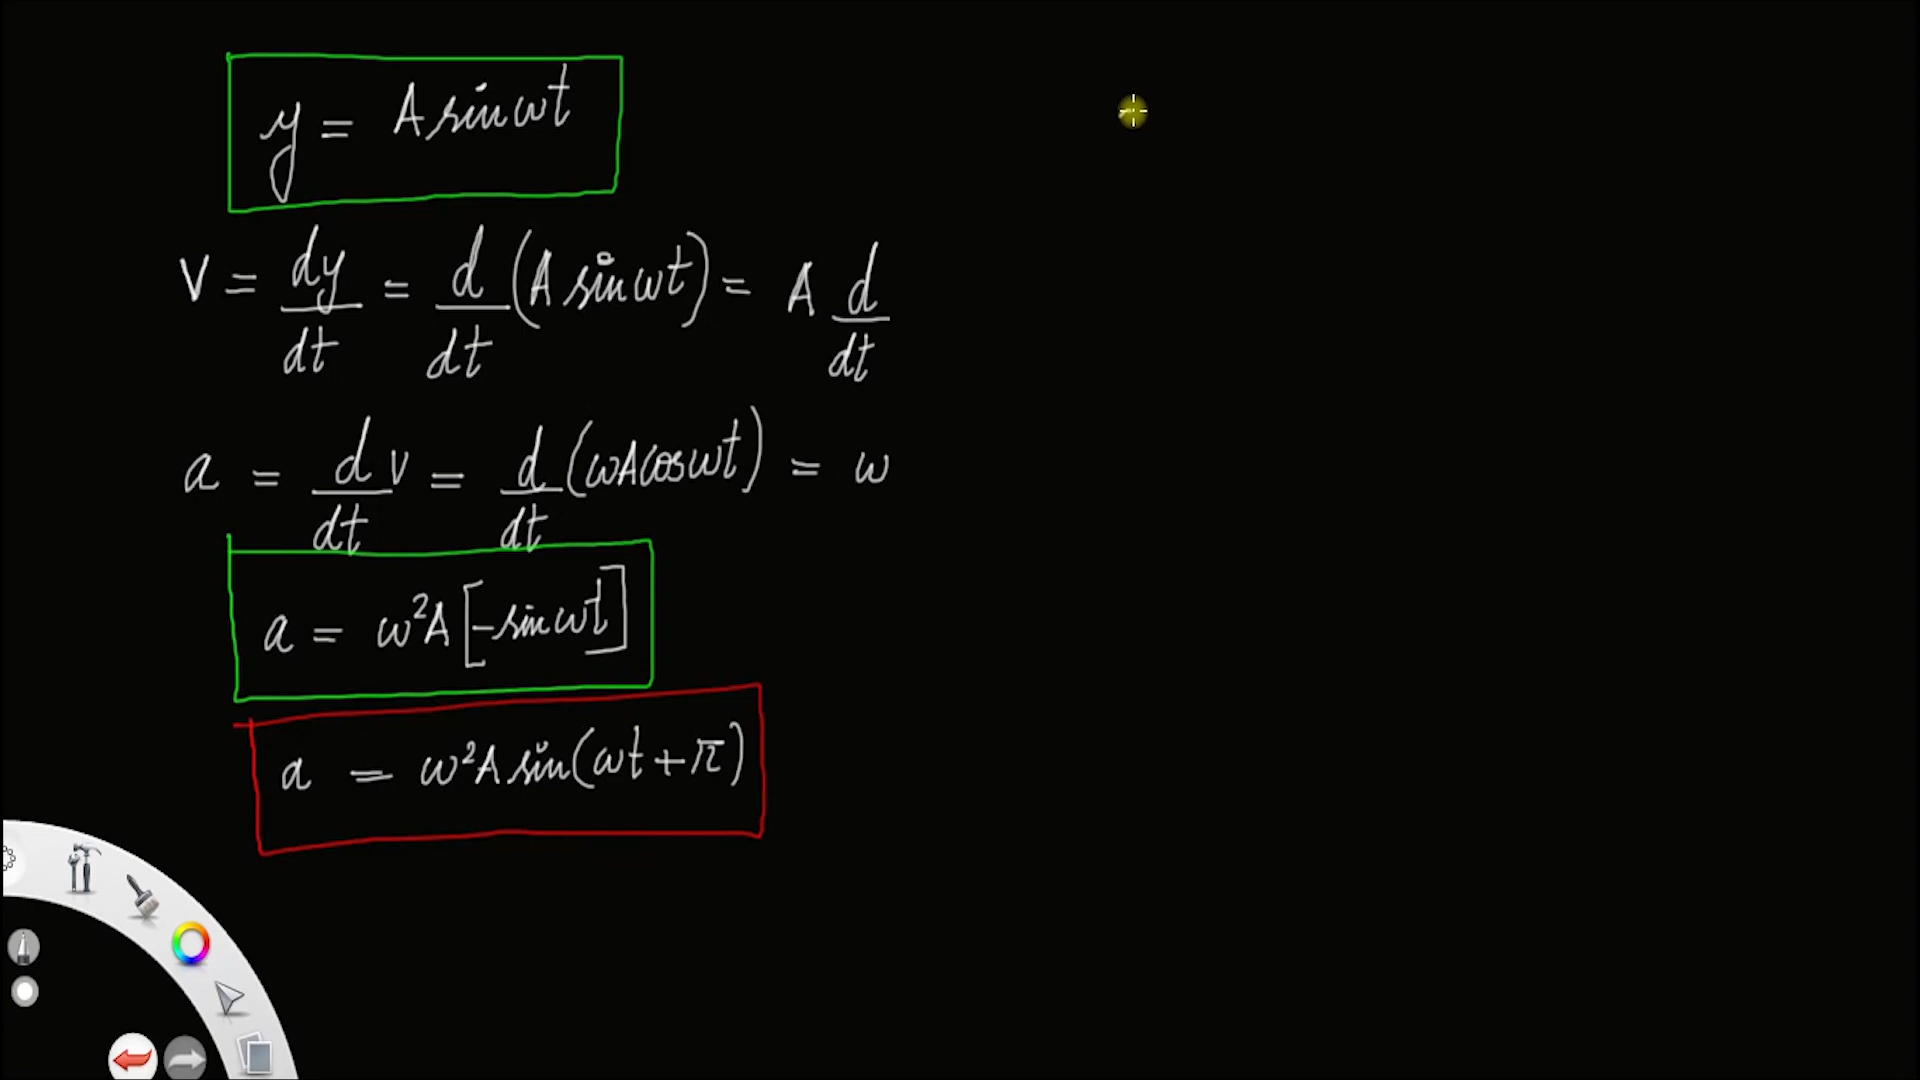 y = A sin ωt
V = dy/dt = d/dt (A sin ωt) = A d/dt
a = d/dt V = d/dt (ωA cos ωt) = ω
a = ω²A [-sin ωt]
a = ω²A sin(ωt + π)